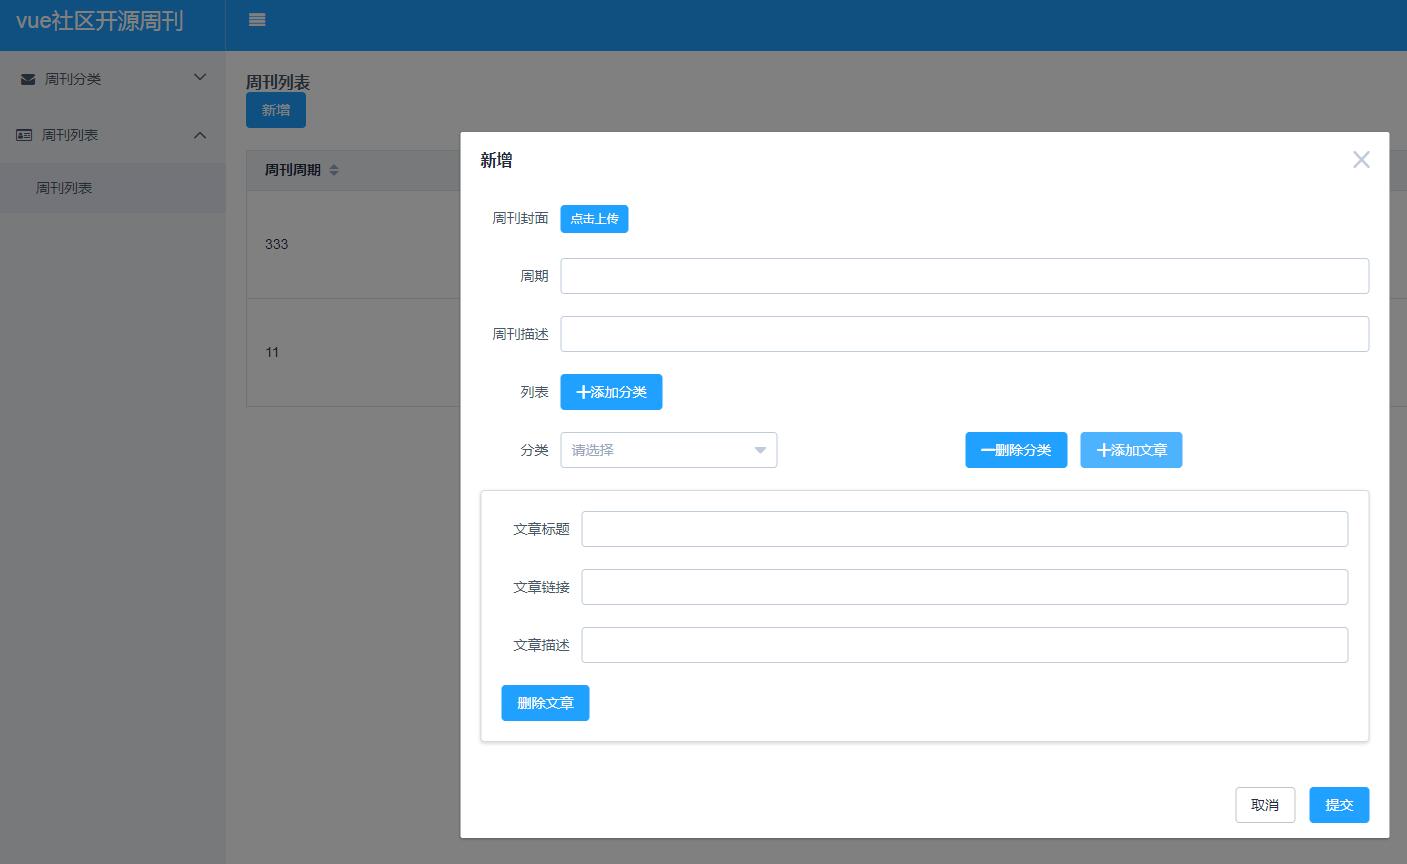 vue社区开源周刊
周刊分类
周刊列表
周刊列表
周刊列表
新增
周刊周期
333
11
新增
周刊封面 点击上传
周期
周刊描述
列表 添加分类
分类 请选择 删除分类 添加文章
文章标题
文章链接
文章描述
删除文章
取消 提交